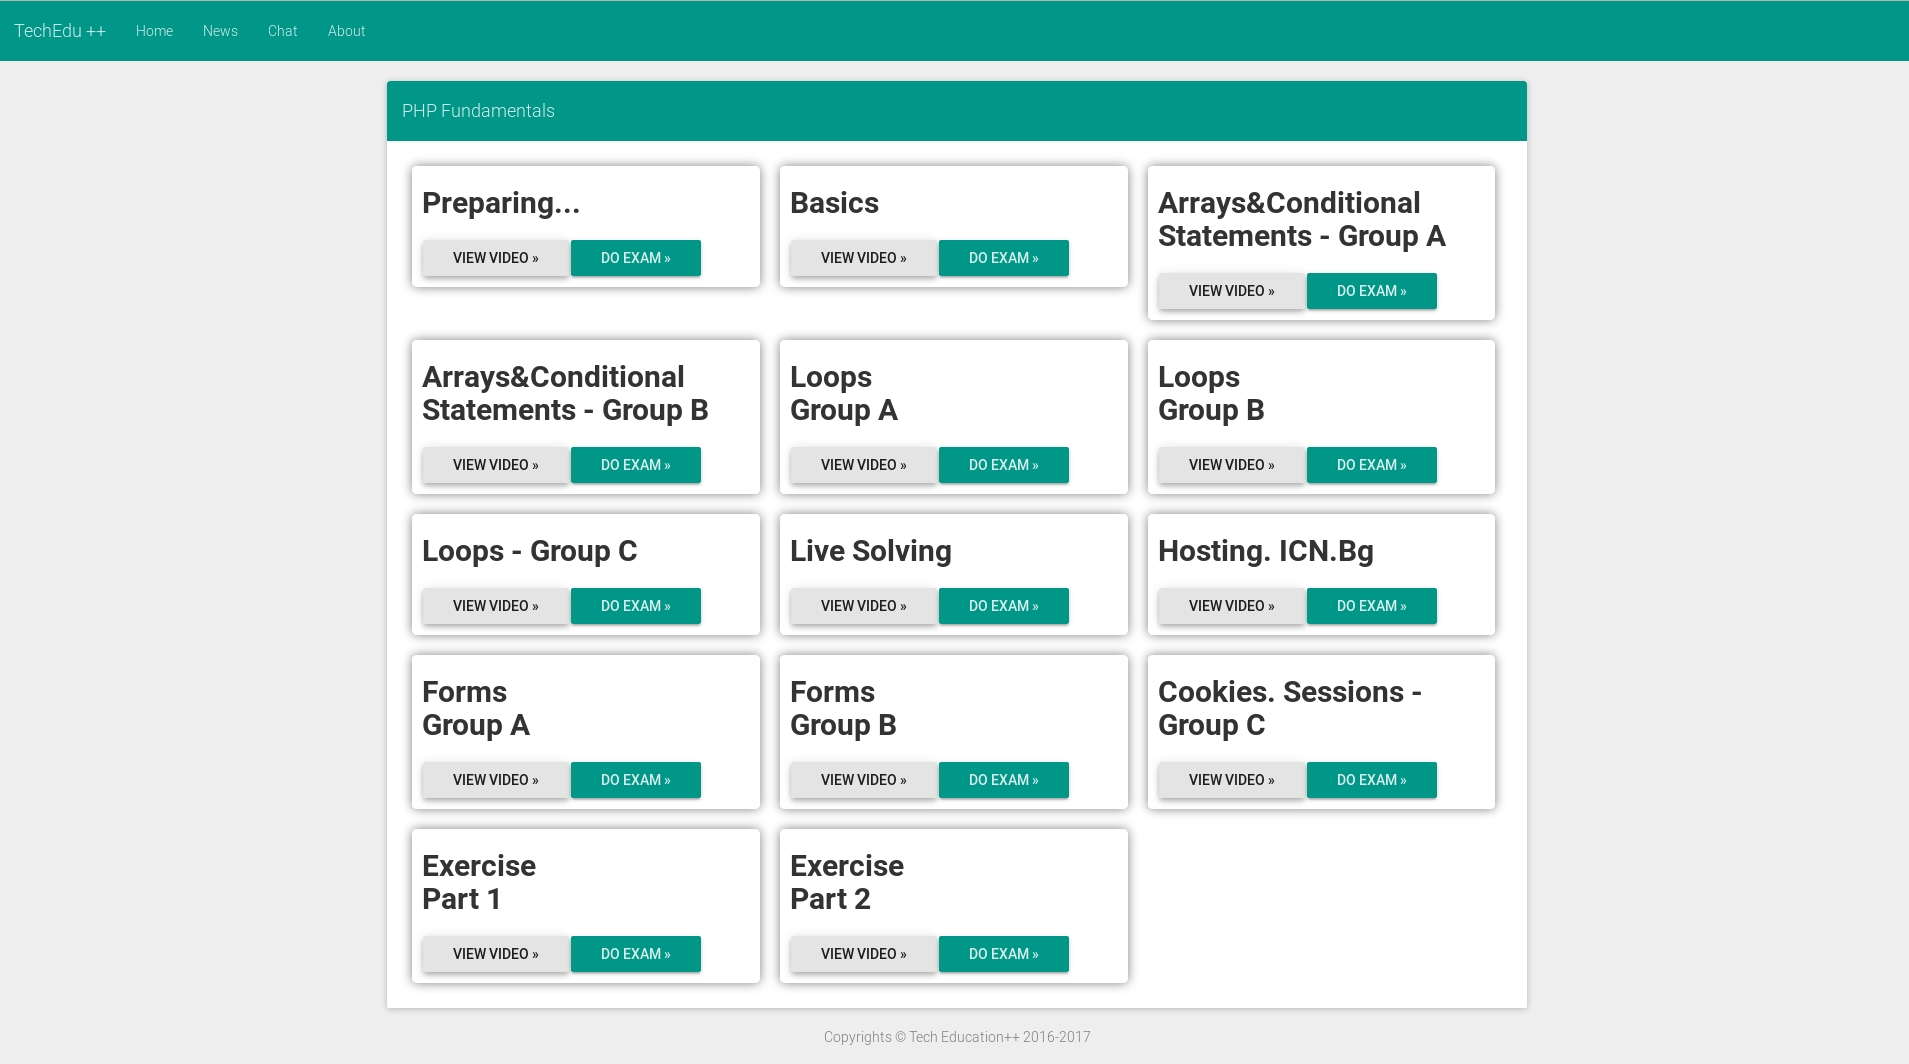 TechEdu ++ Home News Chat About
PHP Fundamentals
Preparing...
VIEW VIDEO » DO EXAM »
Basics
VIEW VIDEO » DO EXAM »
Arrays&Conditional
Statements - Group A
VIEW VIDEO » DO EXAM »
Arrays&Conditional
Statements - Group B
VIEW VIDEO » DO EXAM »
Loops
Group A
VIEW VIDEO » DO EXAM »
Loops
Group B
VIEW VIDEO » DO EXAM »
Loops - Group C
VIEW VIDEO » DO EXAM »
Live Solving
VIEW VIDEO » DO EXAM »
Hosting. ICN.Bg
VIEW VIDEO » DO EXAM »
Forms
Group A
VIEW VIDEO » DO EXAM »
Forms
Group B
VIEW VIDEO » DO EXAM »
Cookies. Sessions -
Group C
VIEW VIDEO » DO EXAM »
Exercise
Part 1
VIEW VIDEO » DO EXAM »
Exercise
Part 2
VIEW VIDEO » DO EXAM »
Copyrights © Tech Education++ 2016-2017